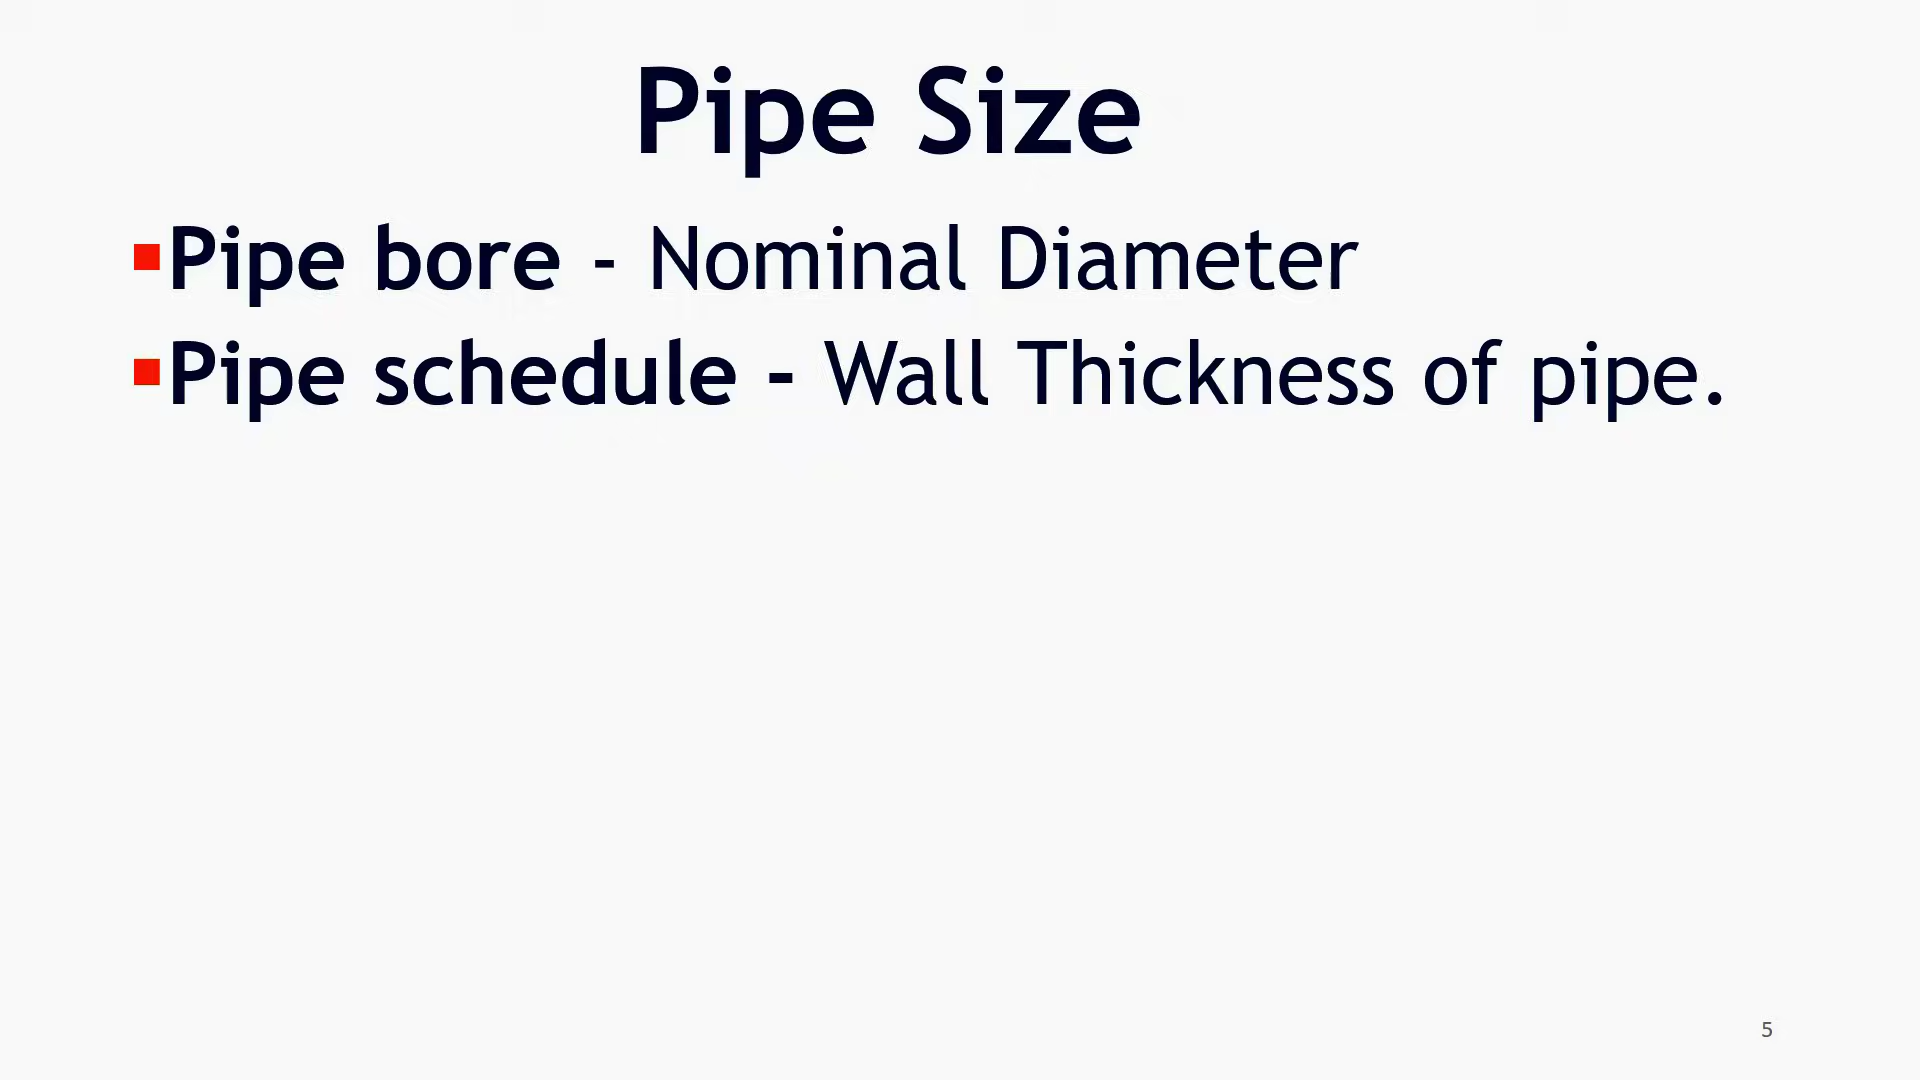 Pipe Size
▪Pipe bore - Nominal Diameter
▪Pipe schedule - Wall Thickness of pipe.
5